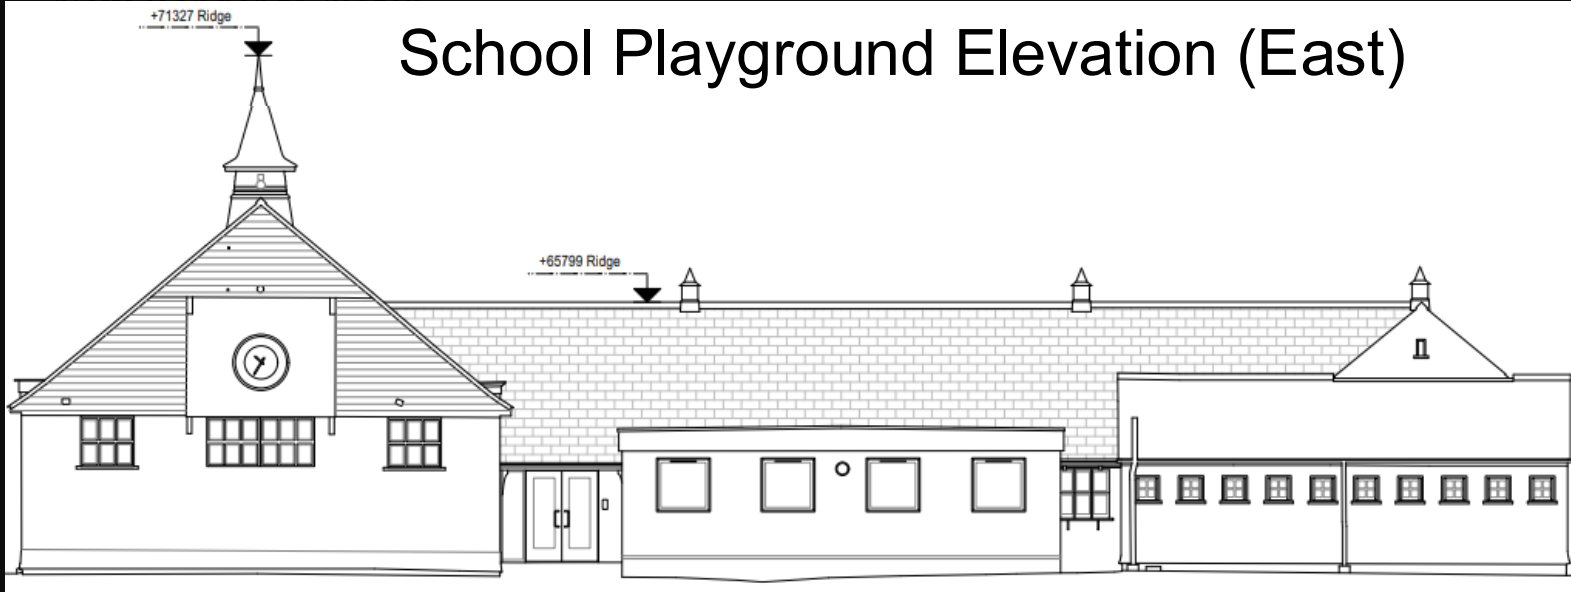 +71327 Ridge
School Playground Elevation (East)
+65799 Ridge